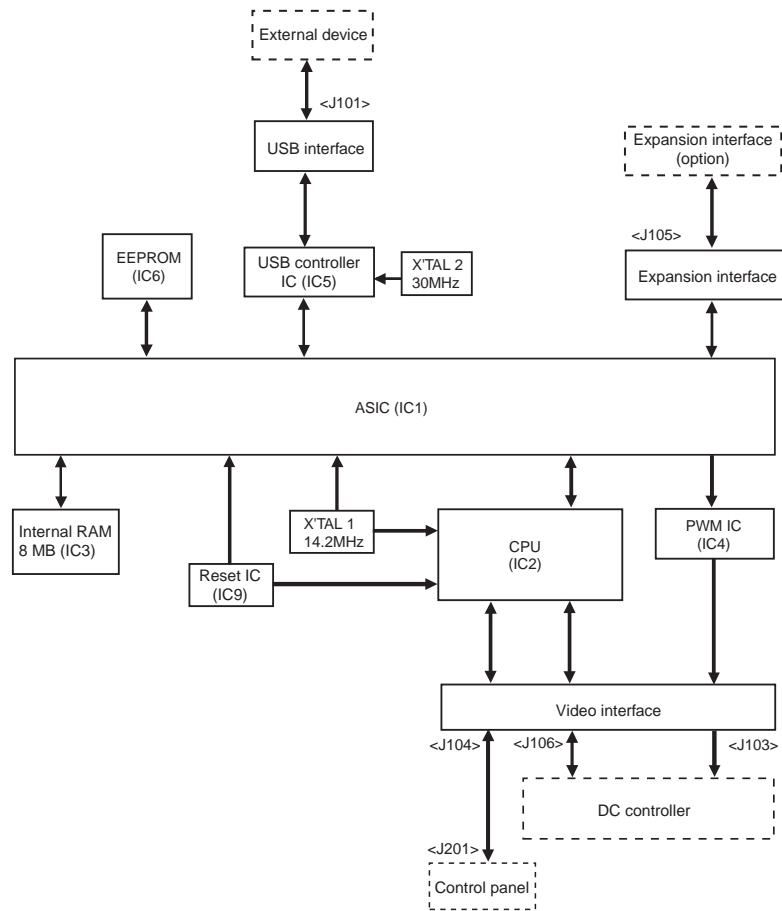 External device
<J101>
USB interface
Expansion interface
(option)
<J105>
EEPROM
(IC6)
USB controller
IC (IC5)
X'TAL 2
30MHz
Expansion interface
ASIC (IC1)
Internal RAM
8 MB (IC3)
X'TAL 1
14.2MHz
Reset IC
(IC9)
CPU
(IC2)
PWM IC
(IC4)
Video interface
<J104>
<J106>
<J103>
DC controller
<J201>
Control panel